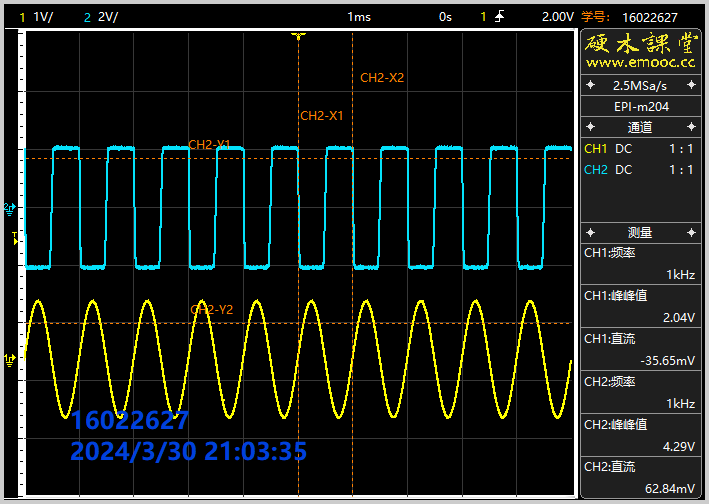 1 1V/ 2 2V/ 1ms 0s 1 2.00V 学号: 16022627
硬木課堂
www.emooc.cc
2.5MSa/s
EPI-m204
通道
CH1 DC 1 : 1
CH2 DC 1 : 1
测量
CH1:频率
1kHz
CH1:峰峰值
2.04V
CH1:直流
-35.65mV
CH2:频率
1kHz
CH2:峰峰值
4.29V
CH2:直流
62.84mV
CH2-X2
CH2-X1
CH2-Y1
2
T
CH2-Y2
1
16022627
2024/3/30 21:03:35